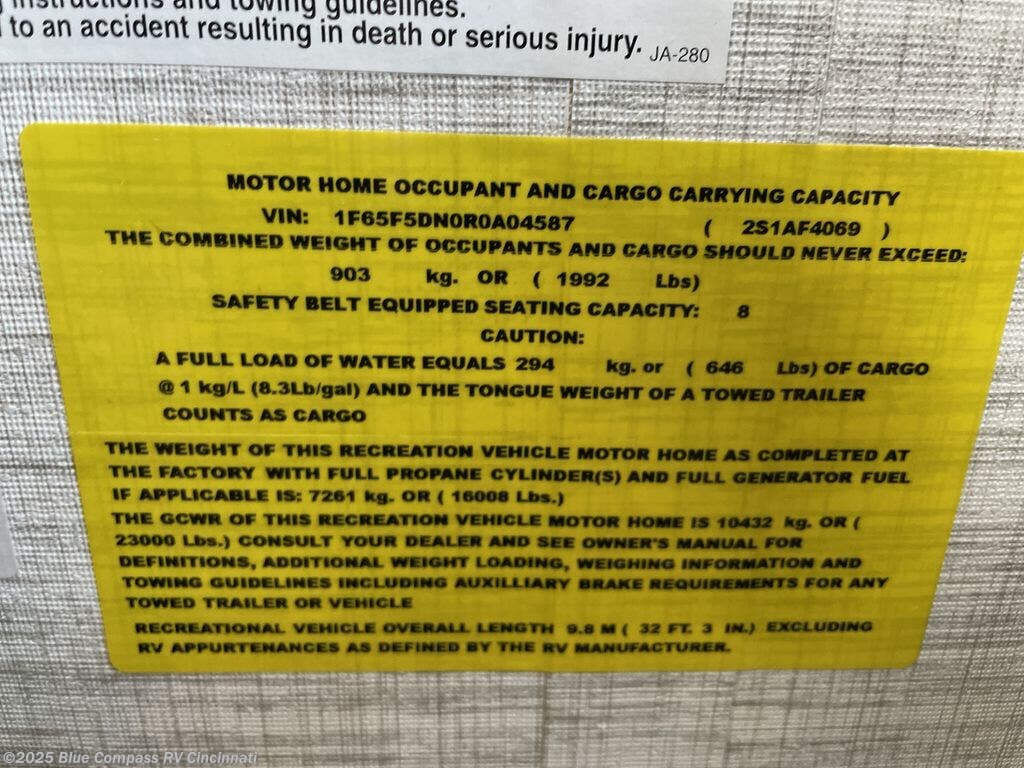 instructions and towing guidelines.
to an accident resulting in death or serious injury. JA-280
MOTOR HOME OCCUPANT AND CARGO CARRYING CAPACITY
VIN: 1F65F5DN0R0A04587 ( 2S1AF4069 )
THE COMBINED WEIGHT OF OCCUPANTS AND CARGO SHOULD NEVER EXCEED:
903 kg. OR ( 1992 Lbs)
SAFETY BELT EQUIPPED SEATING CAPACITY: 8
CAUTION:
A FULL LOAD OF WATER EQUALS 294 kg. or ( 646 Lbs) OF CARGO
@ 1 kg/L (8.3Lb/gal) AND THE TONGUE WEIGHT OF A TOWED TRAILER
COUNTS AS CARGO
THE WEIGHT OF THIS RECREATION VEHICLE MOTOR HOME AS COMPLETED AT
THE FACTORY WITH FULL PROPANE CYLINDER(S) AND FULL GENERATOR FUEL
IF APPLICABLE IS: 7261 kg. OR ( 16008 Lbs.)
THE GCWR OF THIS RECREATION VEHICLE MOTOR HOME IS 10432 kg. OR (
23000 Lbs.) CONSULT YOUR DEALER AND SEE OWNER'S MANUAL FOR
DEFINITIONS, ADDITIONAL WEIGHT LOADING, WEIGHING INFORMATION AND
TOWING GUIDELINES INCLUDING AUXILLIARY BRAKE REQUIREMENTS FOR ANY
TOWED TRAILER OR VEHICLE
RECREATIONAL VEHICLE OVERALL LENGTH 9.8 M ( 32 FT. 3 IN.) EXCLUDING
RV APPURTENANCES AS DEFINED BY THE RV MANUFACTURER.
©2025 Blue Compass RV Cincinnati